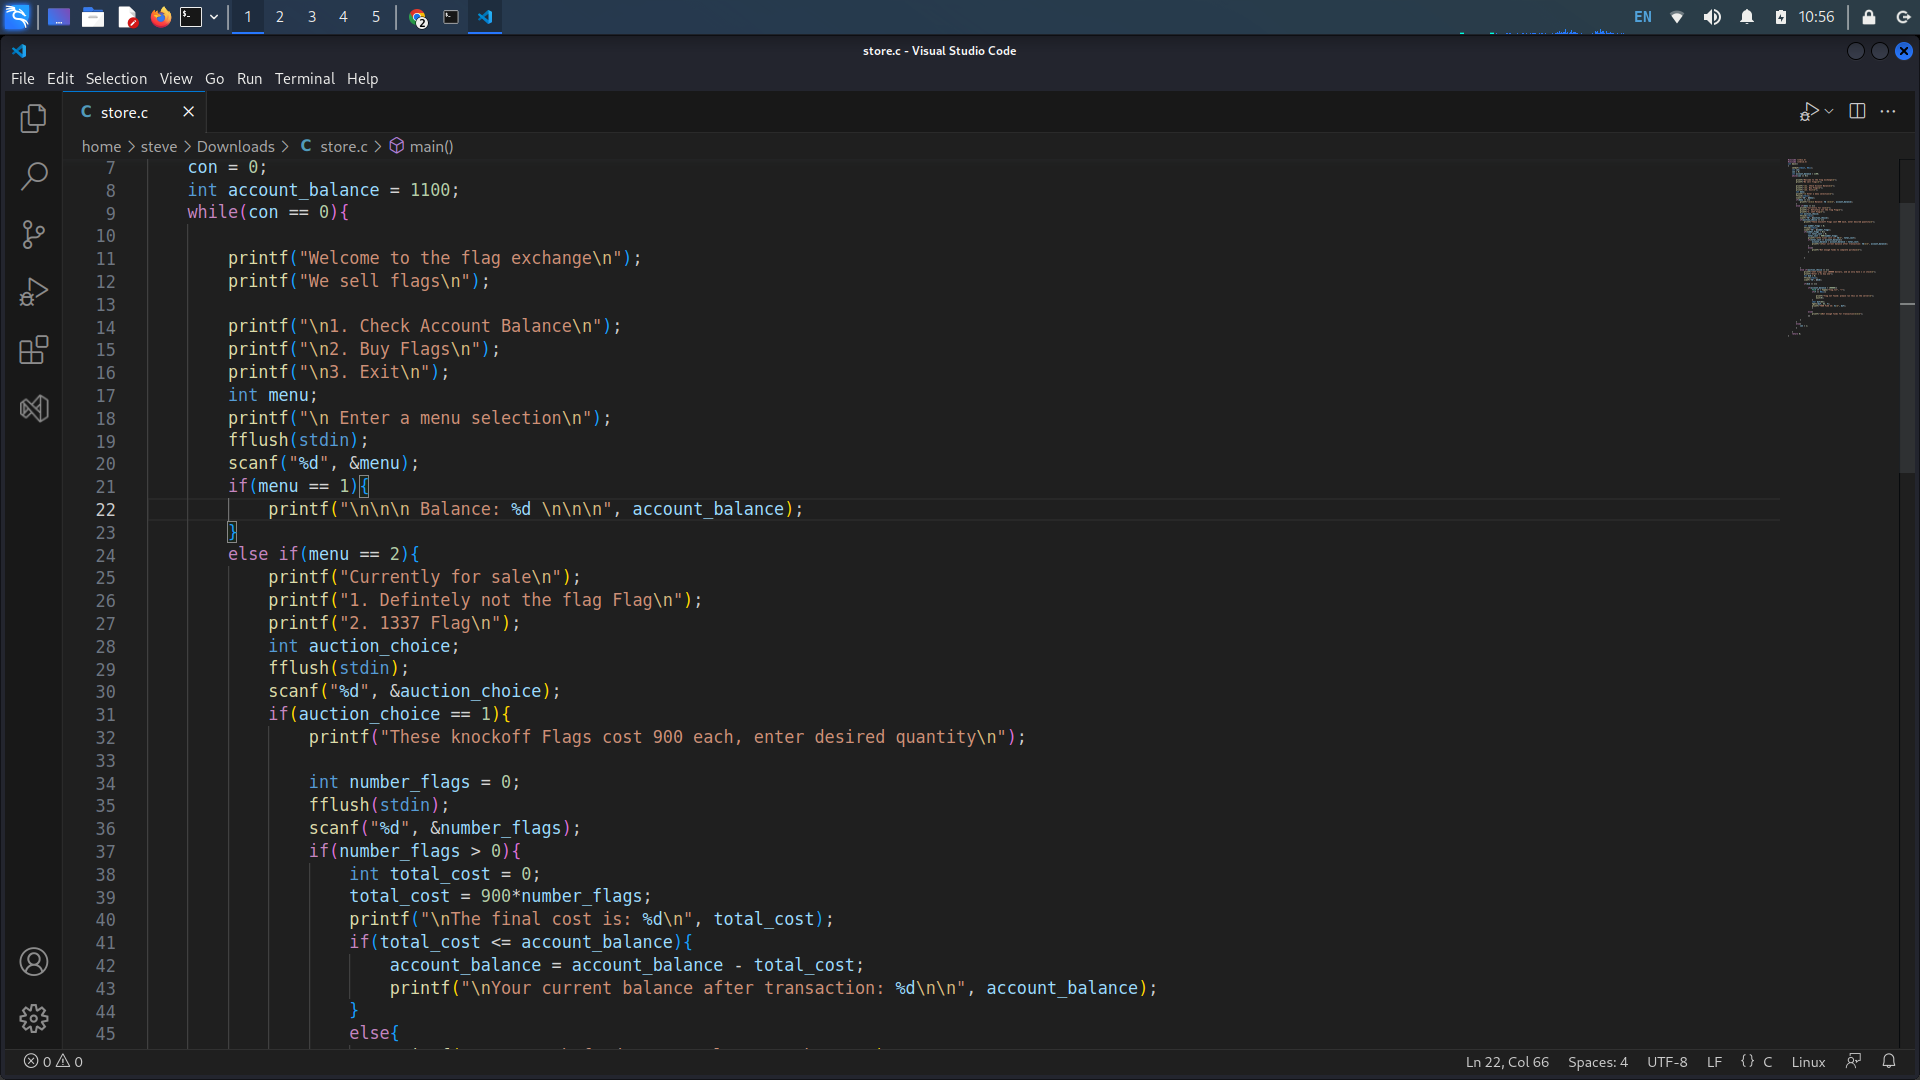 1 2 3 4 5 2 EN 10:56
store.c - Visual Studio Code
File Edit Selection View Go Run Terminal Help
C store.c
home > steve > Downloads > C store.c > main()
7 con = 0;
8 int account_balance = 1100;
9 while(con == 0){
10
11 printf("Welcome to the flag exchange\n");
12 printf("We sell flags\n");
13
14 printf("\n1. Check Account Balance\n");
15 printf("\n2. Buy Flags\n");
16 printf("\n3. Exit\n");
17 int menu;
18 printf("\n Enter a menu selection\n");
19 fflush(stdin);
20 scanf("%d", &menu);
21 if(menu == 1){
22 printf("\n\n\n Balance: %d \n\n\n", account_balance);
23 }
24 else if(menu == 2){
25 printf("Currently for sale\n");
26 printf("1. Defintely not the flag Flag\n");
27 printf("2. 1337 Flag\n");
28 int auction_choice;
29 fflush(stdin);
30 scanf("%d", &auction_choice);
31 if(auction_choice == 1){
32 printf("These knockoff Flags cost 900 each, enter desired quantity\n");
33
34 int number_flags = 0;
35 fflush(stdin);
36 scanf("%d", &number_flags);
37 if(number_flags > 0){
38 int total_cost = 0;
39 total_cost = 900*number_flags;
40 printf("\nThe final cost is: %d\n", total_cost);
41 if(total_cost <= account_balance){
42 account_balance = account_balance - total_cost;
43 printf("\nYour current balance after transaction: %d\n\n", account_balance);
44 }
45 else{
0 0 Ln 22, Col 66 Spaces: 4 UTF-8 LF {} C Linux